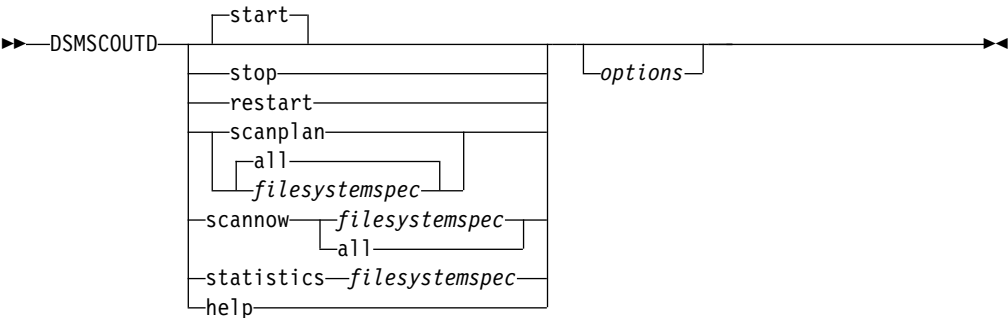 start
DSMSCOUTD
options
stop
restart
scanplan
all
filesystemspec
scannow filesystemspec
all
statistics filesystemspec
help